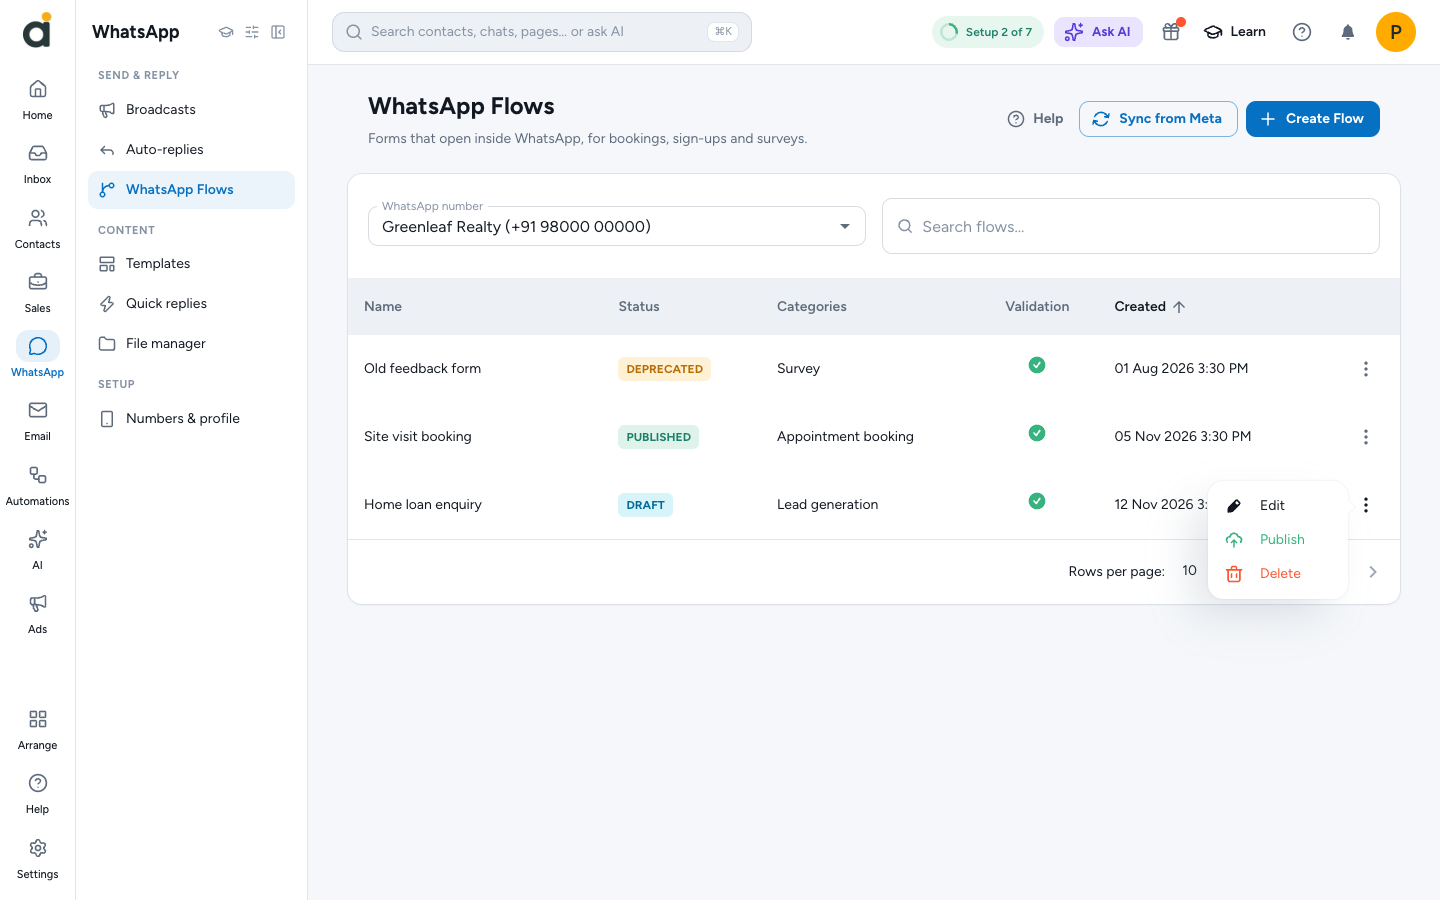 WhatsApp
Search contacts, chats, pages... or ask AI
⌘K
Setup 2 of 7
Ask AI
Learn
P
Home
Inbox
Contacts
Sales
WhatsApp
Email
Automations
AI
Ads
Arrange
Help
Settings
SEND & REPLY
Broadcasts
Auto-replies
WhatsApp Flows
CONTENT
Templates
Quick replies
File manager
SETUP
Numbers & profile
WhatsApp Flows
Forms that open inside WhatsApp, for bookings, sign-ups and surveys.
Help
Sync from Meta
Create Flow
WhatsApp number
Greenleaf Realty (+91 98000 00000)
Search flows...
Name Status Categories Validation Created
Old feedback form DEPRECATED Survey 01 Aug 2026 3:30 PM
Site visit booking PUBLISHED Appointment booking 05 Nov 2026 3:30 PM
Home loan enquiry DRAFT Lead generation 12 Nov 2026 3:
Edit
Publish
Delete
Rows per page: 10